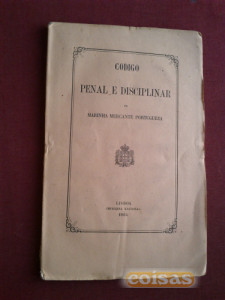 CODIGO
PENAL E DISCIPLINAR
DA
MARINHA MERCANTE PORTUGUEZA
LISBOA
IMPRENSA NACIONAL
coisas